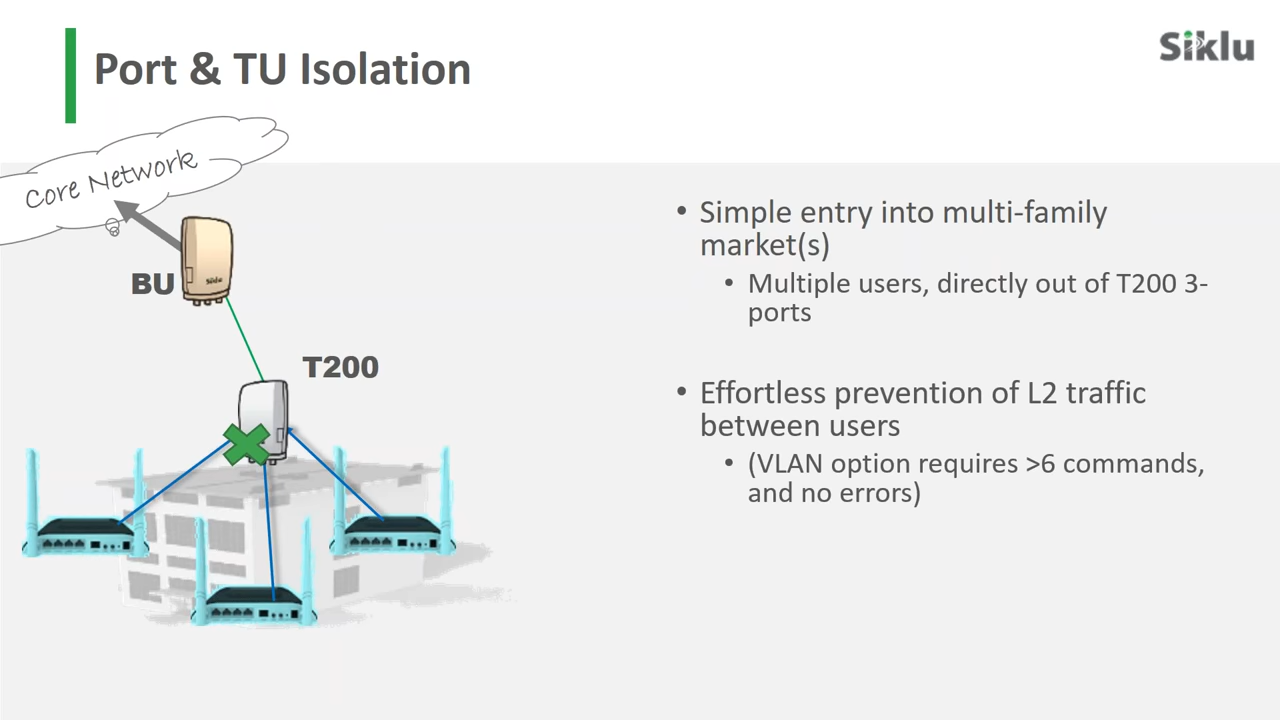 Port & TU Isolation
Siklu
Core Network
BU
Siklu
T200
• Simple entry into multi-family
market(s)
• Multiple users, directly out of T200 3-
ports
• Effortless prevention of L2 traffic
between users
• (VLAN option requires >6 commands,
and no errors)